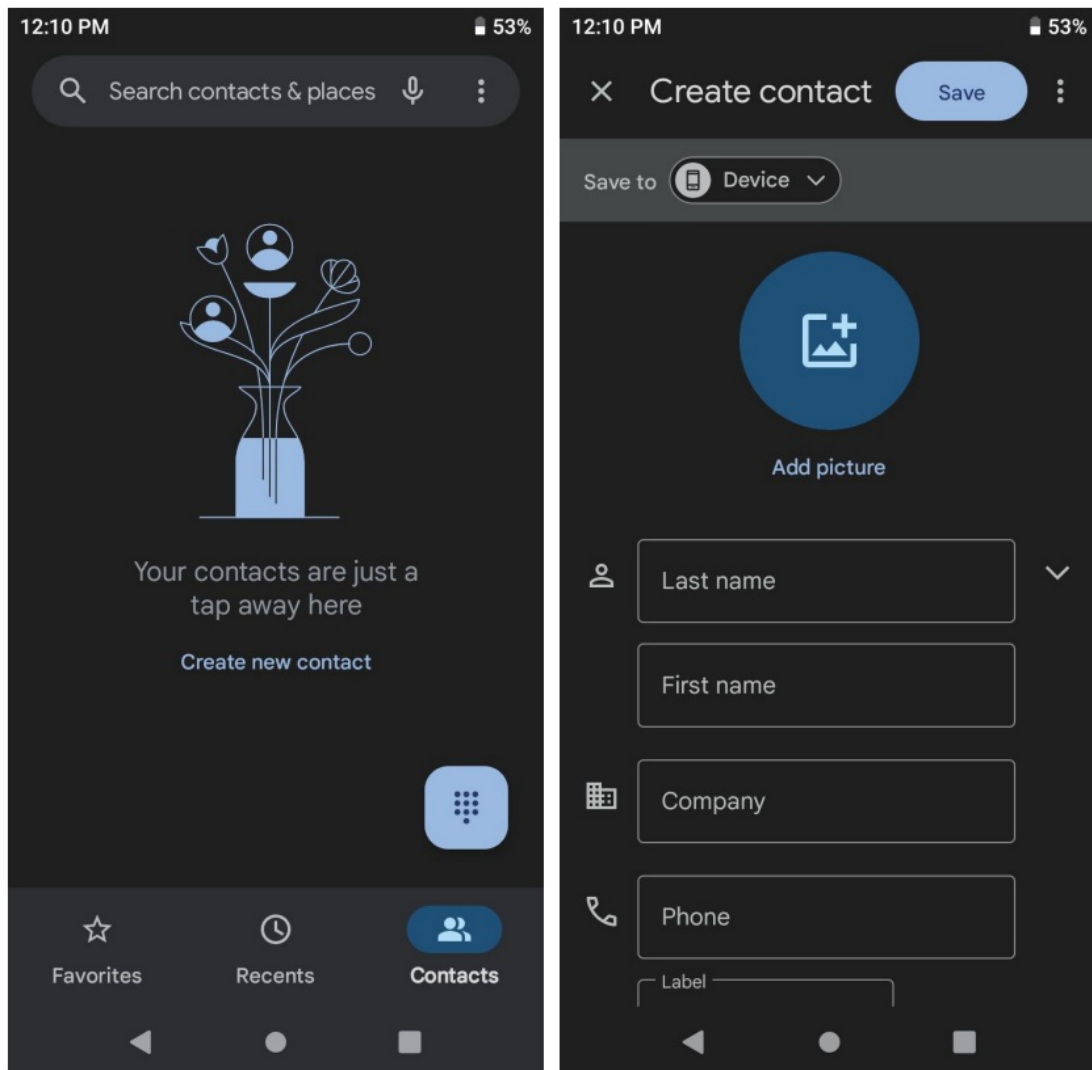 12:10 PM
53%
Search contacts & places
Your contacts are just a
tap away here
Create new contact
Favorites
Recents
Contacts
12:10 PM
53%
Create contact
Save
Save to
Device
Add picture
Last name
First name
Company
Phone
Label